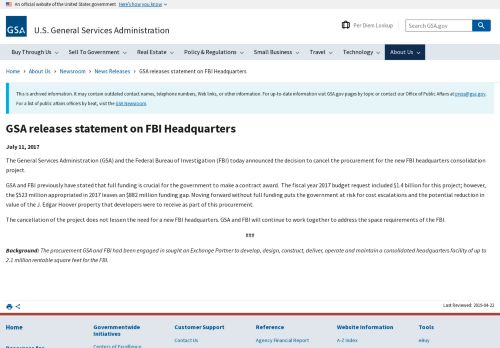 An official website of the United States government Here's how you know
GSA U.S. General Services Administration
Per Diem Lookup
Search GSA.gov
Buy Through Us Sell To Government Real Estate Policy & Regulations Small Business Travel Technology About Us
Home › About Us › Newsroom › News Releases › GSA releases statement on FBI Headquarters
This is archived information. It may contain outdated contact names, telephone numbers, Web links, or other information. For up-to-date information visit GSA.gov pages by topic or contact our Office of Public Affairs at press@gsa.gov.
For a list of public affairs officers by beat, visit the GSA Newsroom.
GSA releases statement on FBI Headquarters
July 11, 2017
The General Services Administration (GSA) and the Federal Bureau of Investigation (FBI) today announced the decision to cancel the procurement for the new FBI headquarters consolidation
project.
GSA and FBI previously have stated that full funding is crucial for the government to make a contract award. The fiscal year 2017 budget request included $1.4 billion for this project; however,
the $523 million appropriated in 2017 leaves an $882 million funding gap. Moving forward without full funding puts the government at risk for cost escalations and the potential reduction in
value of the J. Edgar Hoover property that developers were to receive as part of this procurement.
The cancellation of the project does not lessen the need for a new FBI headquarters. GSA and FBI will continue to work together to address the space requirements of the FBI.
###
Background: The procurement GSA and FBI had been engaged in sought an Exchange Partner to develop, design, construct, deliver, operate and maintain a consolidated headquarters facility of up to
2.1 million rentable square feet for the FBI.
Last Reviewed: 2019-04-22
Home
Governmentwide
Initiatives
Customer Support
Reference
Website Information
Tools
Contact Us
Agency Financial Report
A-Z Index
eBuy
Centers of Excellence